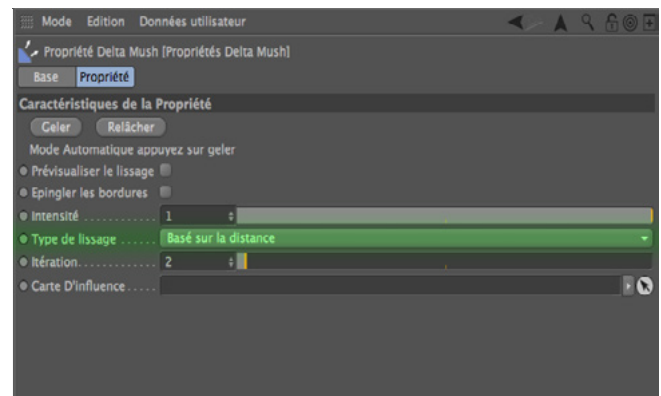 Mode Edition Données utilisateur
Propriété Delta Mush [Propriétés Delta Mush]
Base Propriété
Caractéristiques de la Propriété
Geler Relâcher
Mode Automatique appuyez sur geler
Prévisualiser le lissage
Epingler les bordures
Intensité . . . . . . . . . . . . 1
Type de lissage . . . . . . Basé sur la distance
Itération. . . . . . . . . . . . . 2
Carte D'influence . . . . .